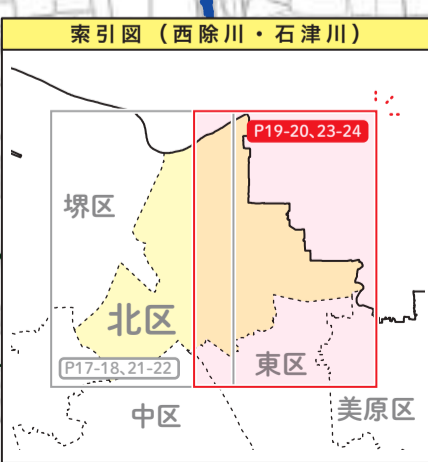 索引図（西除川・石津川）
P19-20、23-24
堺区
北区
P17-18、21-22
東区
中区
美原区